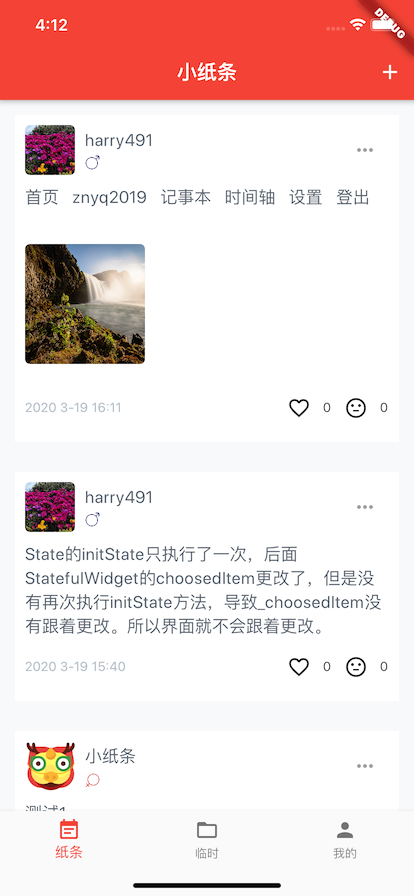 4:12
DEBUG
小纸条
harry491
首页 znyq2019 记事本 时间轴 设置 登出
2020 3-19 16:11
0
0
harry491
State的initState只执行了一次，后面
StatefulWidget的choosedItem更改了，但是没
有再次执行initState方法，导致_choosedItem没
有跟着更改。所以界面就不会跟着更改。
2020 3-19 15:40
0
0
小纸条
测试1
纸条
临时
我的